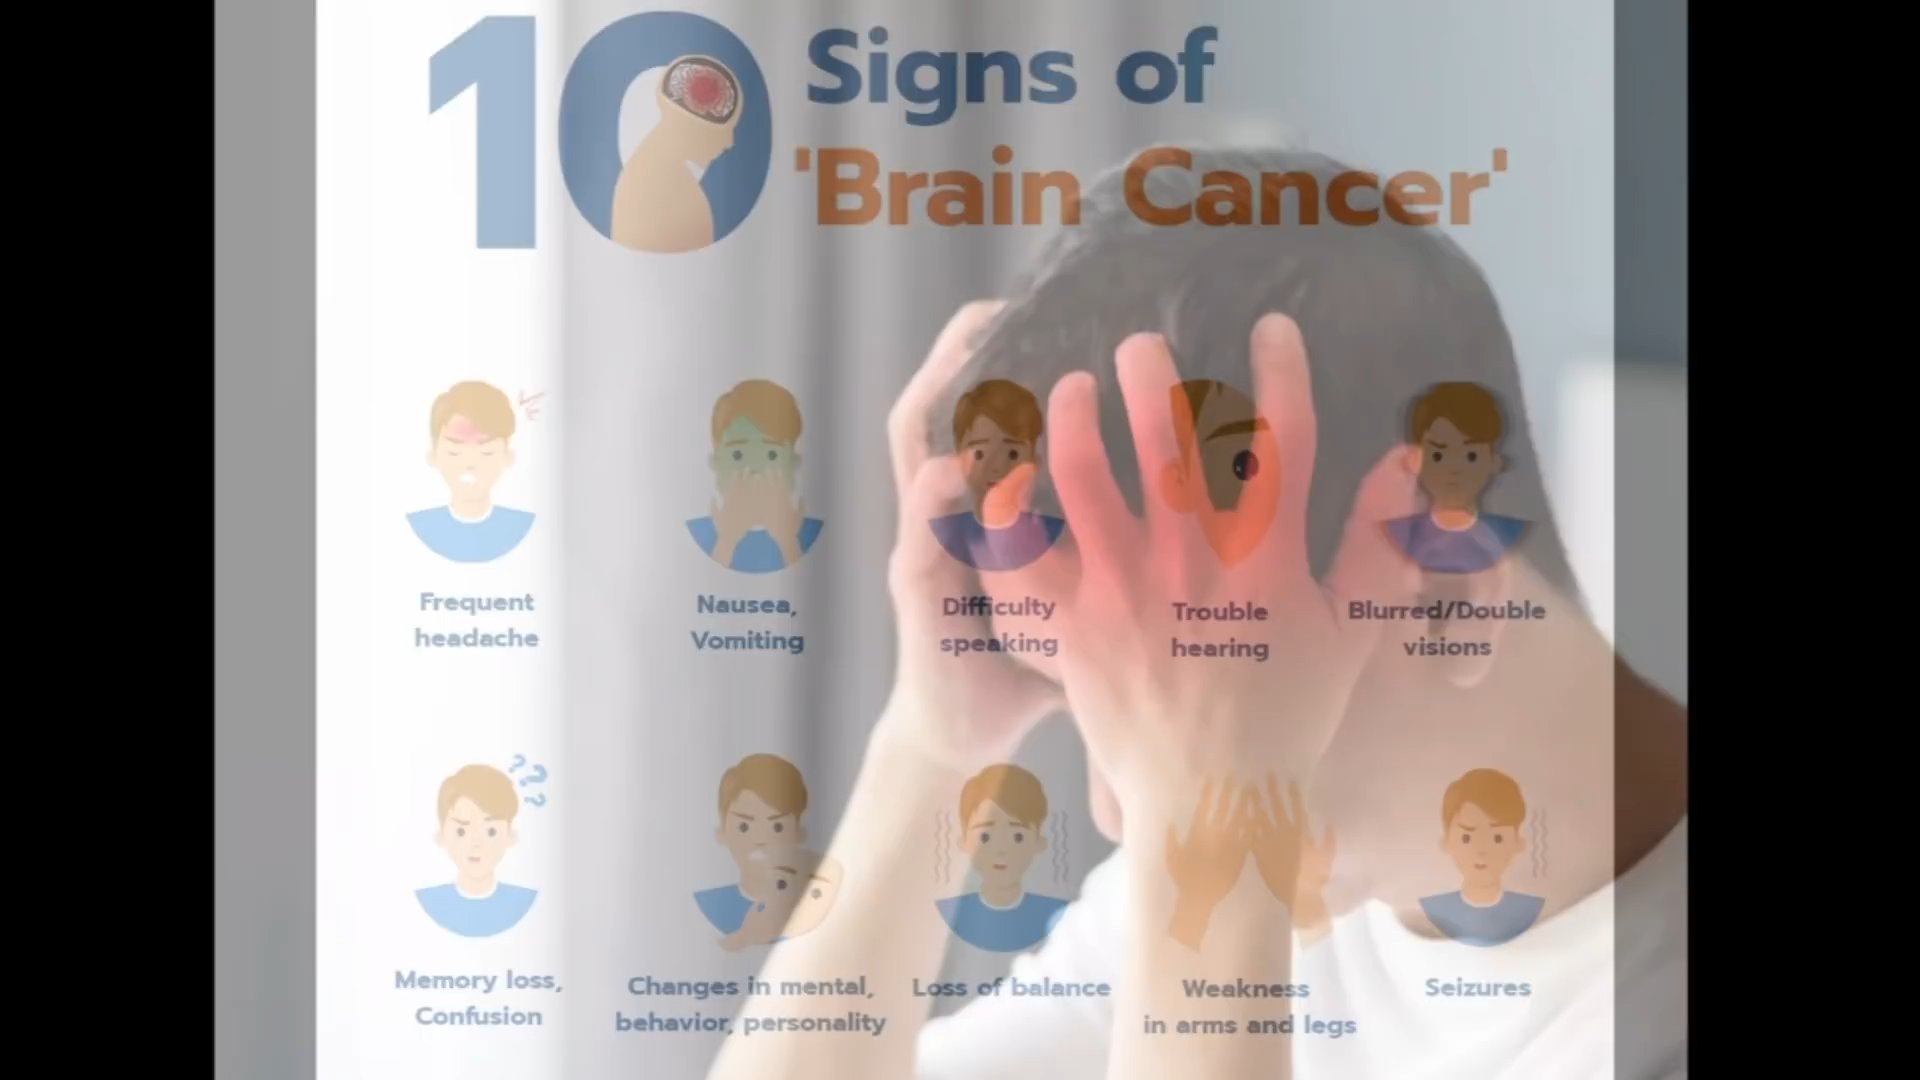 10 Signs of
'Brain Cancer'
Frequent
headache
Nausea,
Vomiting
Difficulty
speaking
Trouble
hearing
Blurred/Double
visions
???
Memory loss,
Confusion
Changes in mental,
behavior, personality
Loss of balance
Weakness
in arms and legs
Seizures